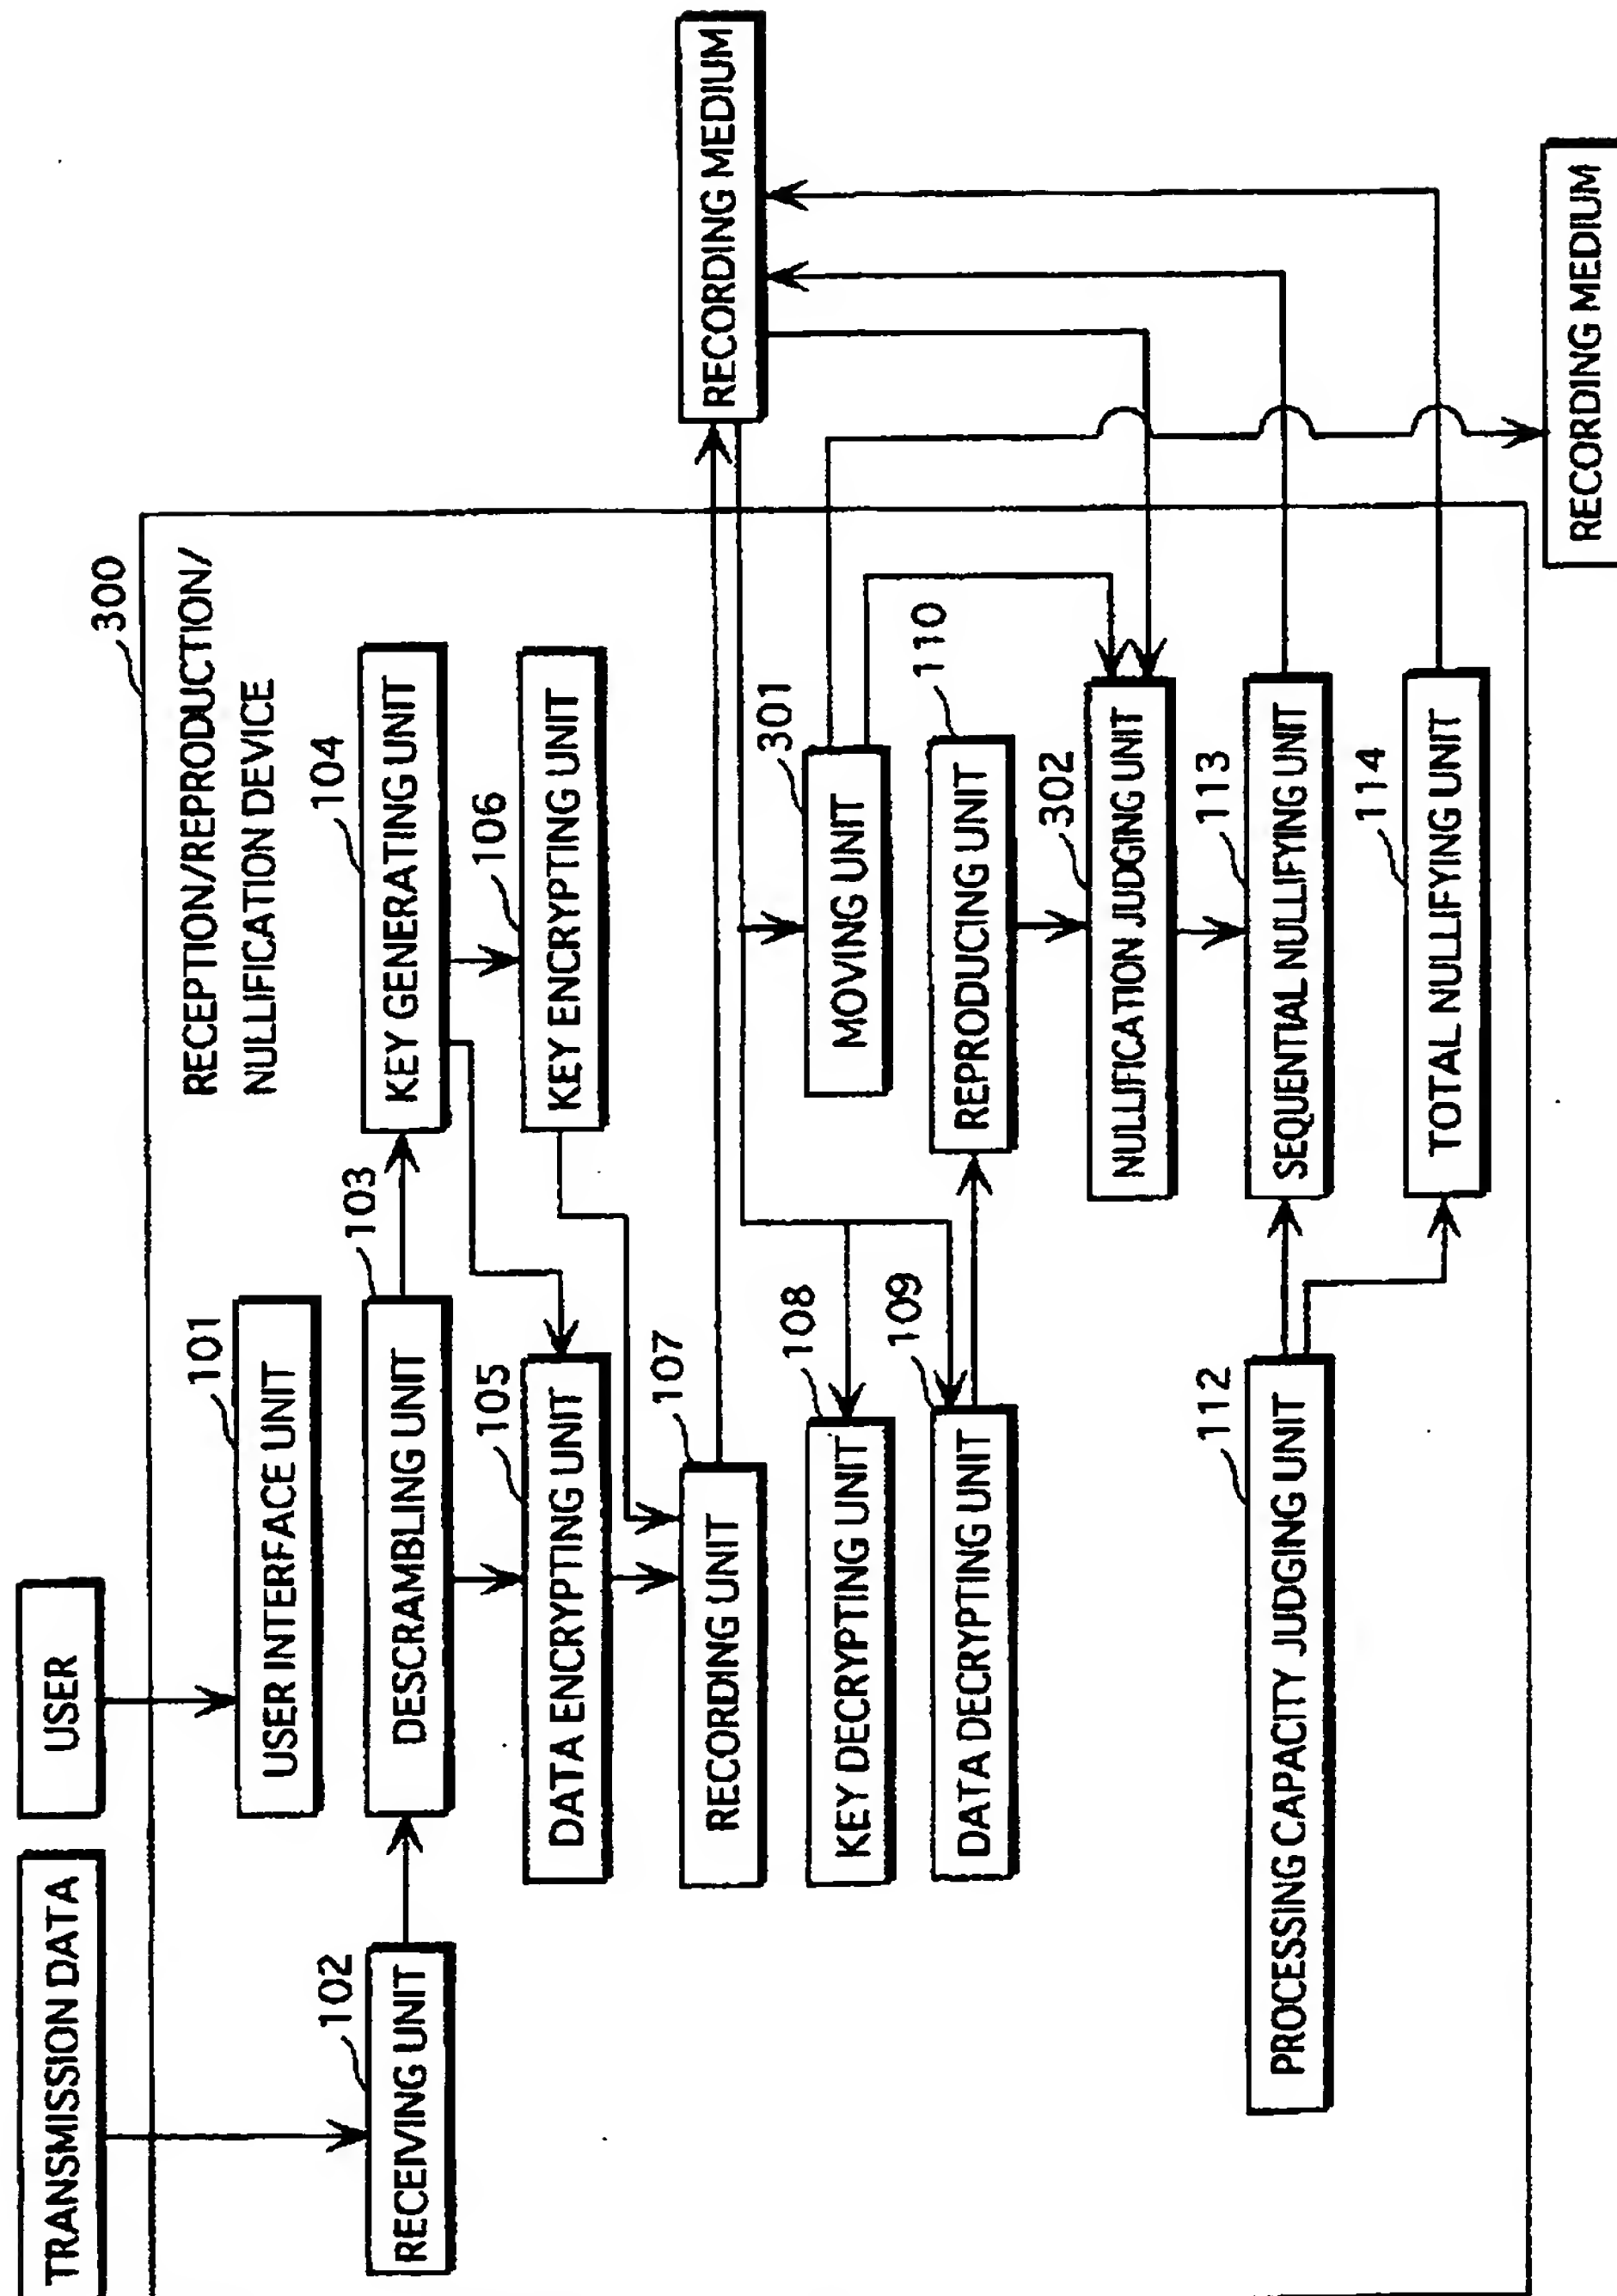 TRANSMISSION DATA
USER
300
RECEPTION/REPRODUCTION/
NULLIFICATION DEVICE
101
USER INTERFACE UNIT
102
RECEIVING UNIT
103
DESCRAMBLING UNIT
104
KEY GENERATING UNIT
105
DATA ENCRYPTING UNIT
106
KEY ENCRYPTING UNIT
107
RECORDING UNIT
RECORDING MEDIUM
108
KEY DECRYPTING UNIT
301
MOVING UNIT
109
DATA DECRYPTING UNIT
110
REPRODUCING UNIT
302
NULLIFICATION JUDGING UNIT
112
PROCESSING CAPACITY JUDGING UNIT
113
SEQUENTIAL NULLIFYING UNIT
114
TOTAL NULLIFYING UNIT
RECORDING MEDIUM